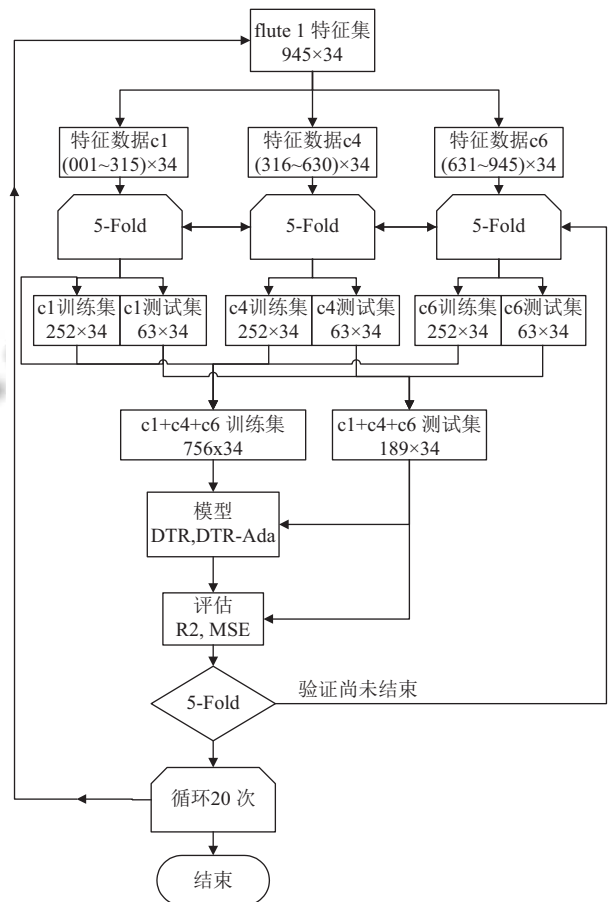 flute 1 特征集
945×34
特征数据c1
(001~315)×34
特征数据c4
(316~630)×34
特征数据c6
(631~945)×34
5-Fold
5-Fold
5-Fold
c1训练集
252×34
c1测试集
63×34
c4训练集
252×34
c4测试集
63×34
c6训练集
252×34
c6测试集
63×34
c1+c4+c6 训练集
756x34
c1+c4+c6 测试集
189×34
模型
DTR,DTR-Ada
评估
R2, MSE
5-Fold
验证尚未结束
循环20 次
结束